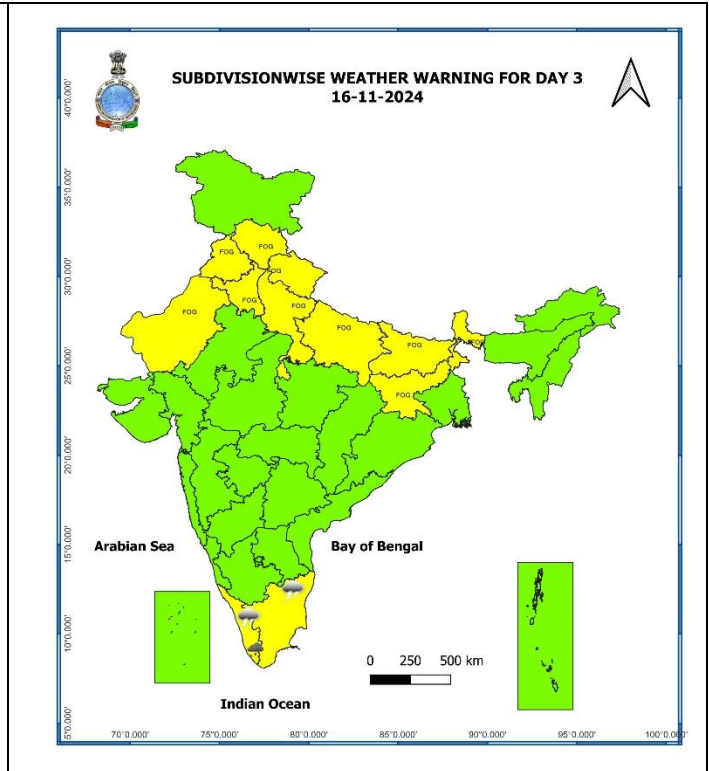 SUBDIVISIONWISE WEATHER WARNING FOR DAY 3
16-11-2024
40°0.000'
35°0.000'
30°0.000'
25°0.000'
20°0.000'
15°0.000'
10°0.000'
5°0.000'
FOG
FOG
FOG
FOG
FOG
FOG
FOG
FOG
FOG
FOG
Arabian Sea
Bay of Bengal
0 250 500 km
Indian Ocean
70°0.000' 75°0.000' 80°0.000' 85°0.000' 90°0.000' 95°0.000' 100°0.000'